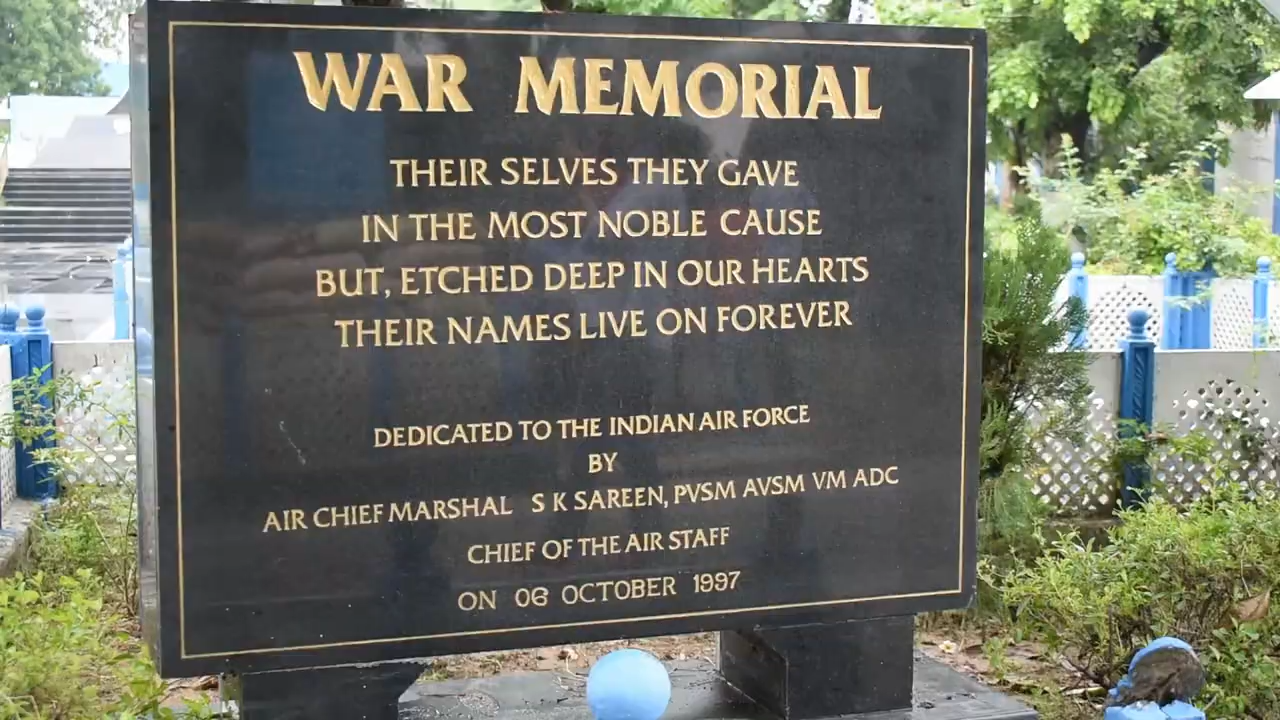 WAR MEMORIAL
THEIR SELVES THEY GAVE
IN THE MOST NOBLE CAUSE
BUT, ETCHED DEEP IN OUR HEARTS
THEIR NAMES LIVE ON FOREVER
DEDICATED TO THE INDIAN AIR FORCE
BY
AIR CHIEF MARSHAL S K SAREEN, PVSM AVSM VM ADC
CHIEF OF THE AIR STAFF
ON 06 OCTOBER 1997